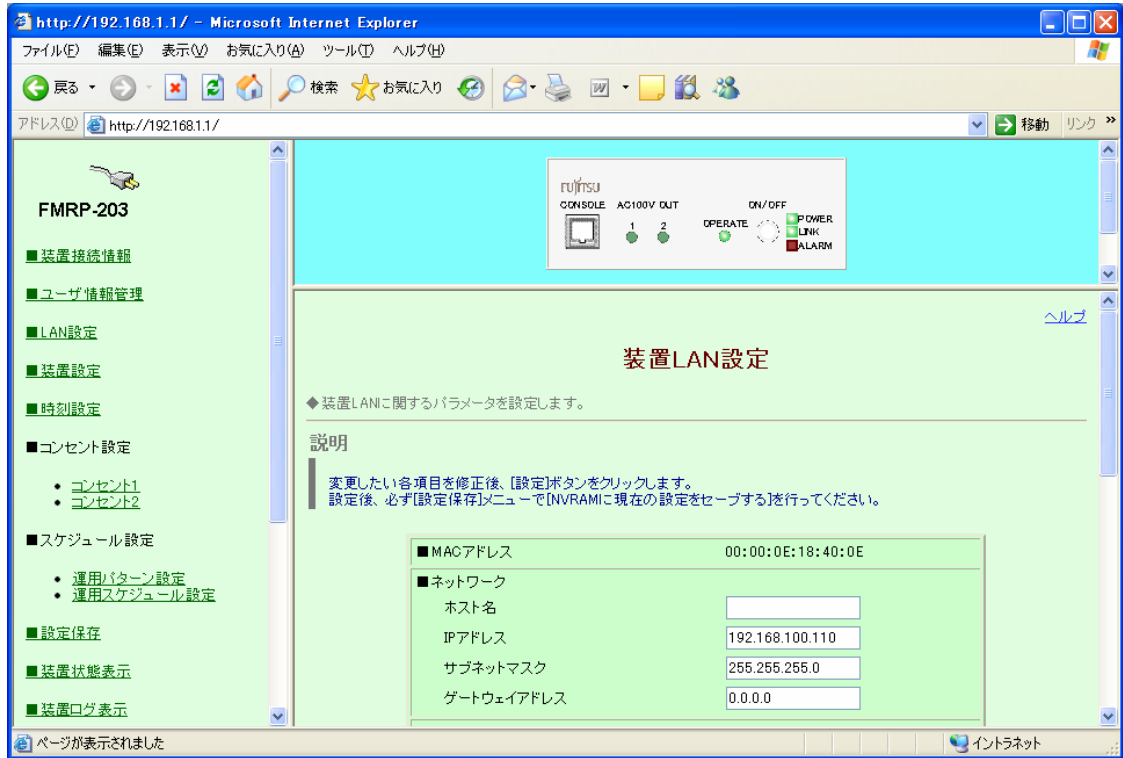 http://192.168.1.1/ - Microsoft Internet Explorer
ファイル(F) 編集(E) 表示(V) お気に入り(A) ツール(T) ヘルプ(H)
戻る 検索 お気に入り
アドレス(D) http://192.168.1.1/ 移動 リンク »
FMRP-203
■装置接続情報
■ユーザ情報管理
■LAN設定
■装置設定
■時刻設定
■コンセント設定
• コンセント1
• コンセント2
■スケジュール設定
• 運用パターン設定
• 運用スケジュール設定
■設定保存
■装置状態表示
■装置ログ表示
FUJITSU
CONSOLE AC100V OUT ON/OFF
1 2 OPERATE POWER
LINK
ALARM
ヘルプ
装置LAN設定
◆装置LANに関するパラメータを設定します。
説明
変更したい各項目を修正後、[設定]ボタンをクリックします。
設定後、必ず[設定保存]メニューで[NVRAMに現在の設定をセーブする]を行ってください。
■MACアドレス 00:00:0E:18:40:0E
■ネットワーク
ホスト名
IPアドレス 192.168.100.110
サブネットマスク 255.255.255.0
ゲートウェイアドレス 0.0.0.0
ページが表示されました イントラネット